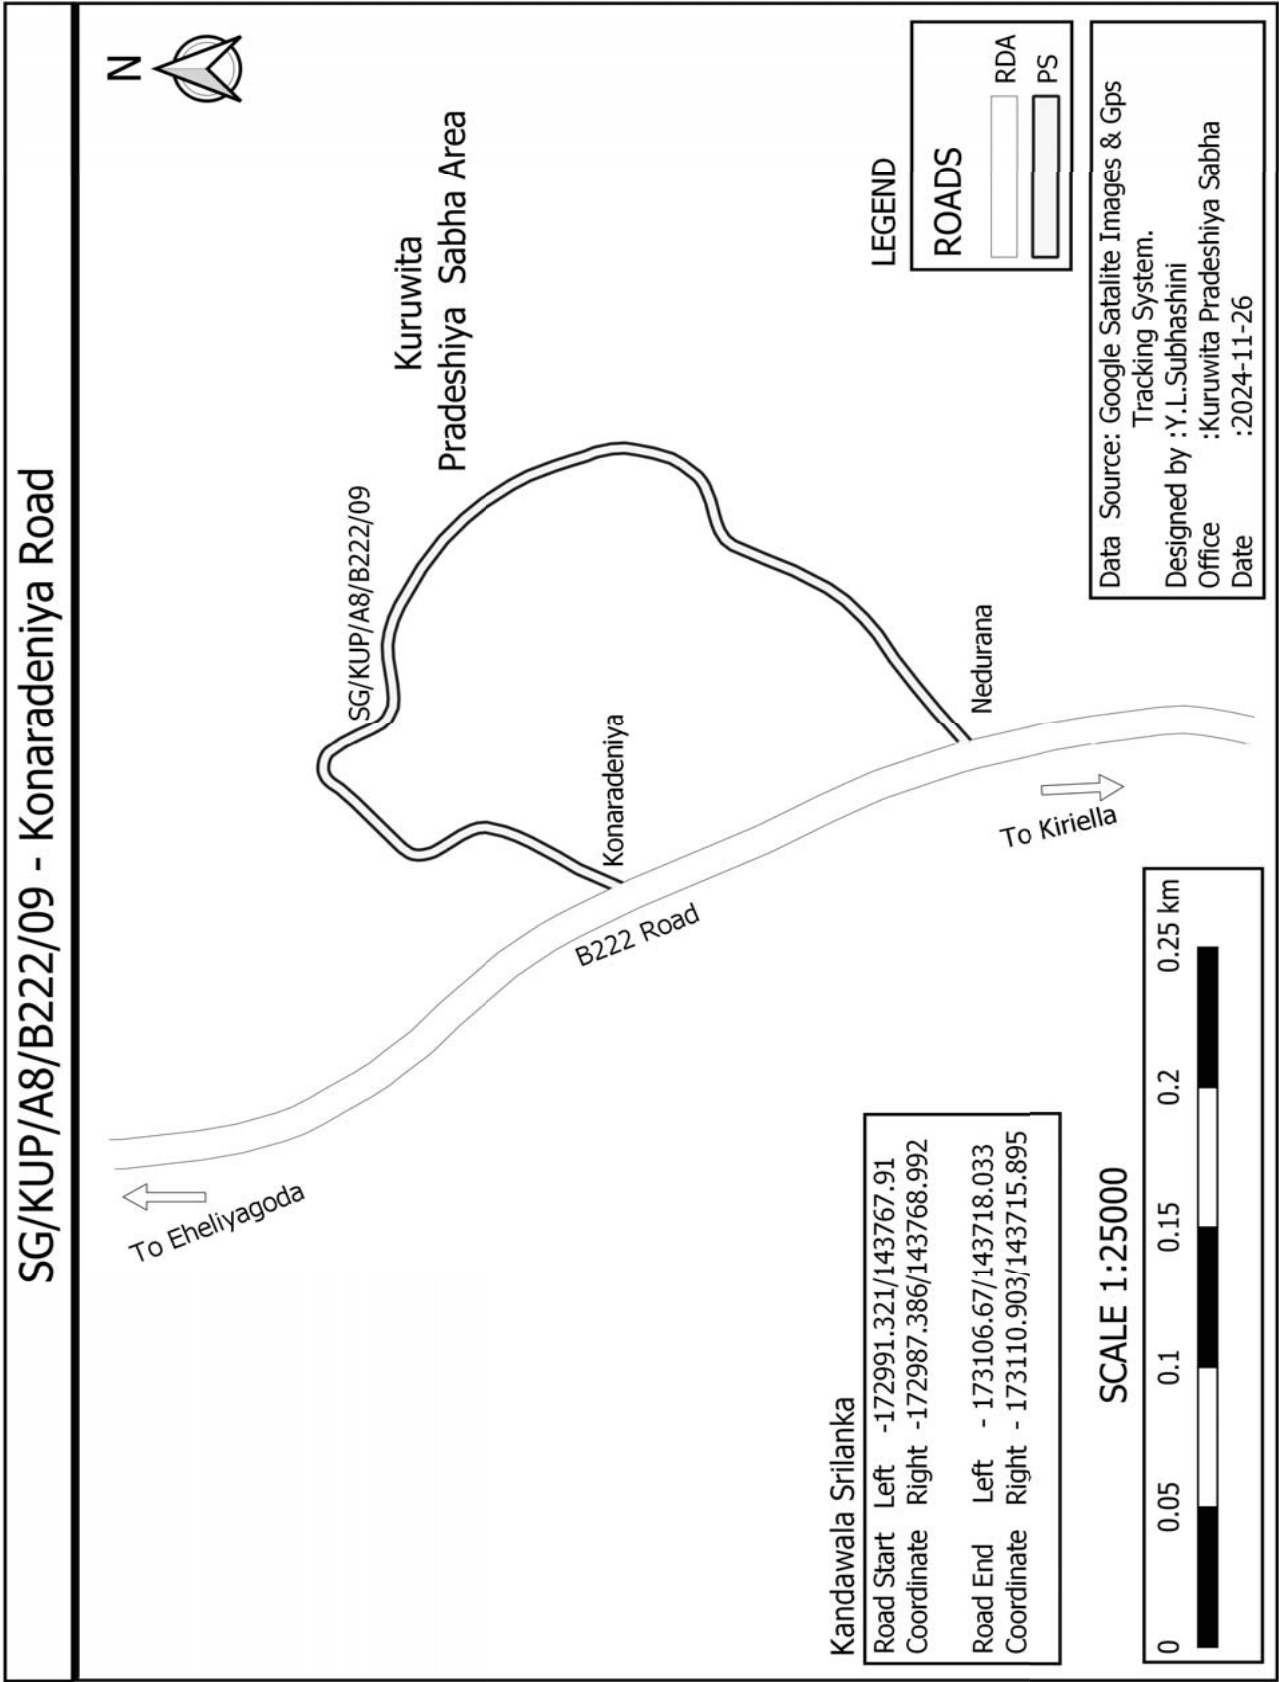 SG/KUP/A8/B222/09 - Konaradeniya Road
N
Kuruwita
Pradeshiya Sabha Area
SG/KUP/A8/B222/09
To Eheliyagoda
Konaradeniya
B222 Road
Nedurana
To Kiriella
Kandawala Srilanka
Road Start Left -172991.321/143767.91
Coordinate Right -172987.386/143768.992
Road End Left - 173106.67/143718.033
Coordinate Right - 173110.903/143715.895
SCALE 1:25000
0 0.05 0.1 0.15 0.2 0.25 km
LEGEND
ROADS
RDA
PS
Data Source: Google Satalite Images & Gps
Tracking System.
Designed by :Y.L.Subhashini
Office :Kuruwita Pradeshiya Sabha
Date :2024-11-26